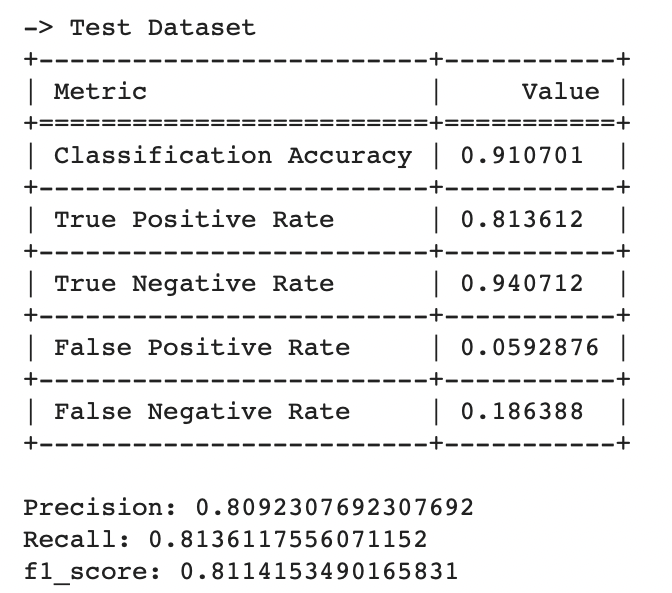 -> Test Dataset
+-------------------------+-----------+
| Metric                  |     Value |
+=========================+===========+
| Classification Accuracy | 0.910701  |
+-------------------------+-----------+
| True Positive Rate      | 0.813612  |
+-------------------------+-----------+
| True Negative Rate      | 0.940712  |
+-------------------------+-----------+
| False Positive Rate     | 0.0592876 |
+-------------------------+-----------+
| False Negative Rate     | 0.186388  |
+-------------------------+-----------+
Precision: 0.8092307692307692
Recall: 0.8136117556071152
f1_score: 0.8114153490165831